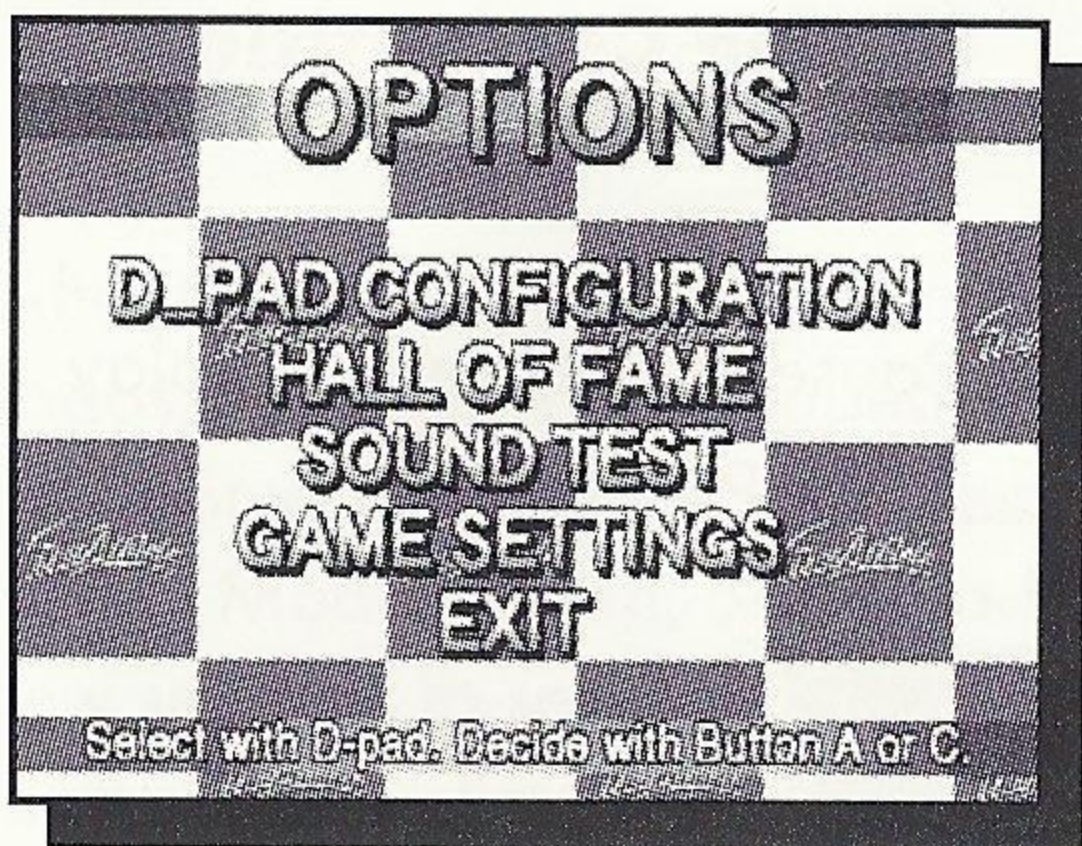 OPTIONS
D_PAD CONFIGURATION
HALL OF FAME
SOUND TEST
GAME SETTINGS
EXIT
Select with D-pad. Decide with Button A or C.